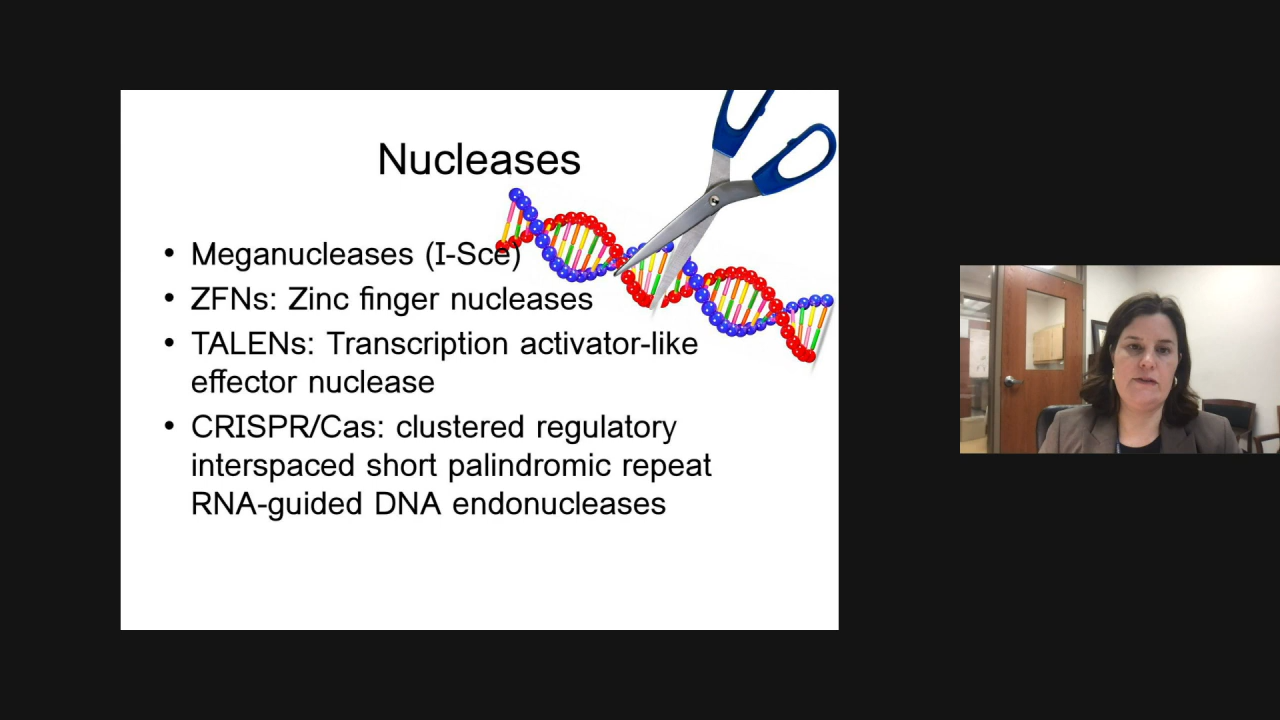 Nucleases
• Meganucleases (I-Sce)
• ZFNs: Zinc finger nucleases
• TALENs: Transcription activator-like
effector nuclease
• CRISPR/Cas: clustered regulatory
interspaced short palindromic repeat
RNA-guided DNA endonucleases